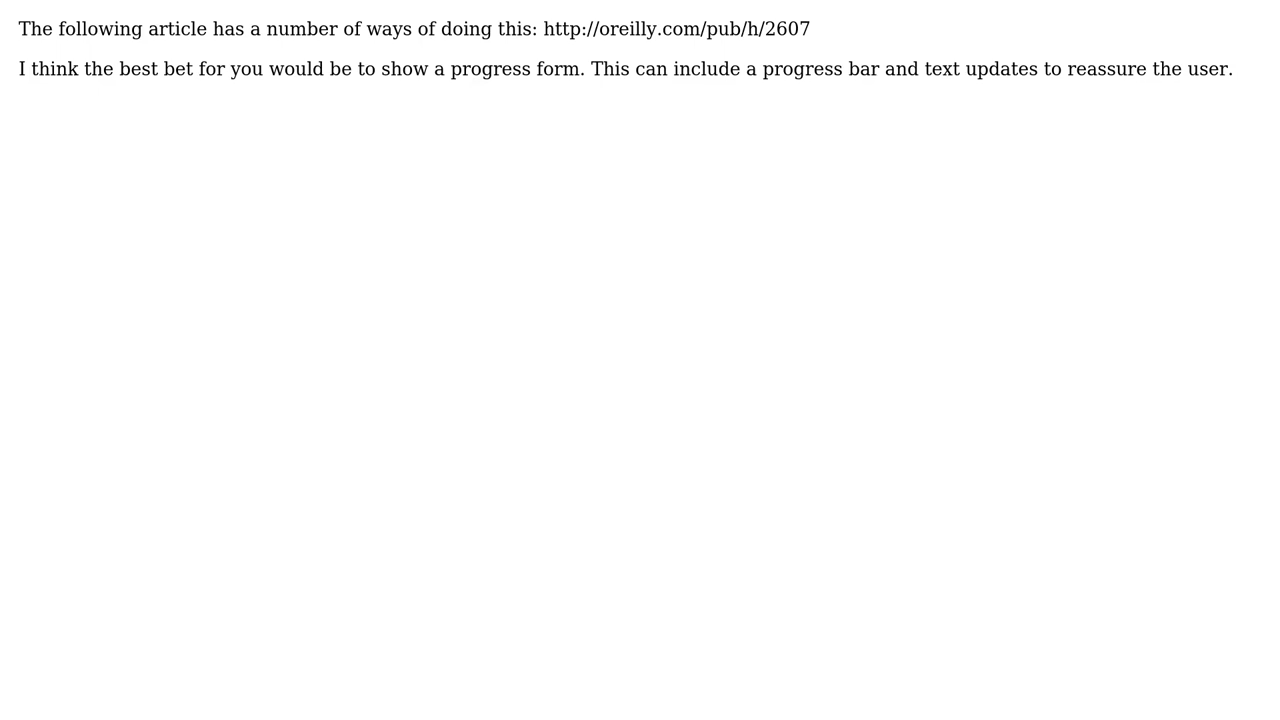 The following article has a number of ways of doing this: http://oreilly.com/pub/h/2607
I think the best bet for you would be to show a progress form. This can include a progress bar and text updates to reassure the user.